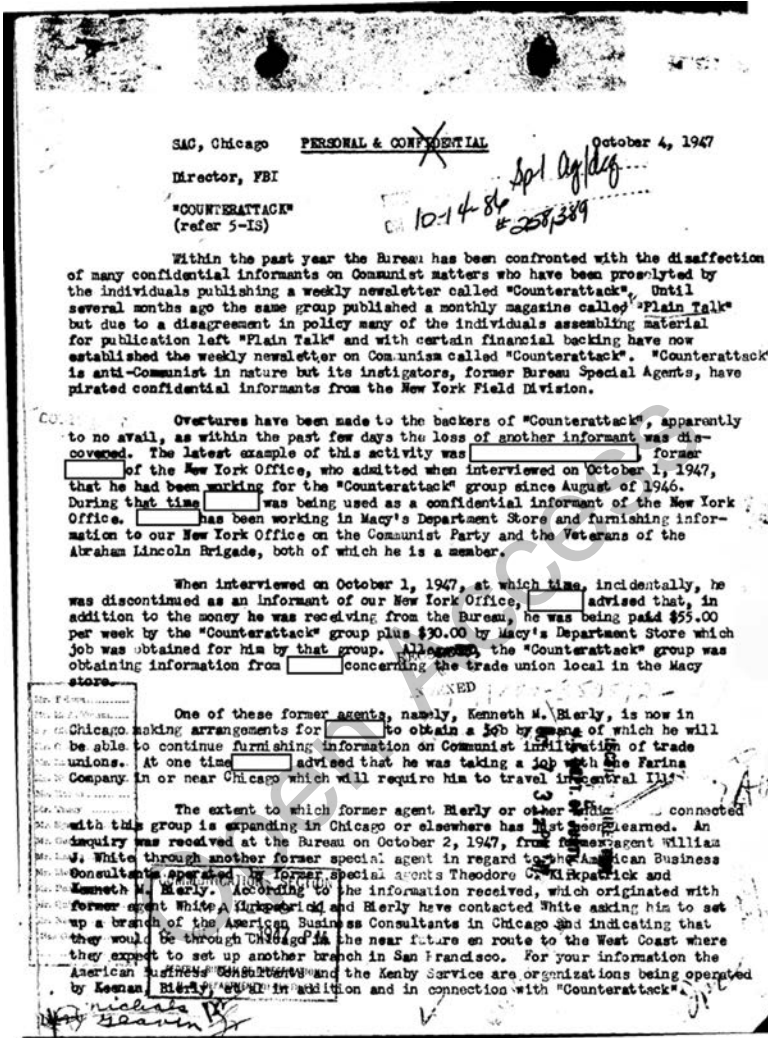 SAC, Chicago PERSONAL & CONFIDENTIAL October 4, 1947
Director, FBI
10-14-86 Sp1
# 258,389
"COUNTERATTACK"
(refer 5-IS)
Within the past year the Bureau has been confronted with the disaffection
of many confidential informants on Communist matters who have been proselyted by
the individuals publishing a weekly newsletter called "Counterattack". Until
several months ago the same group published a monthly magazine called "Plain Talk"
but due to a disagreement in policy many of the individuals assembling material
for publication left "Plain Talk" and with certain financial backing have now
established the weekly newsletter on Communism called "Counterattack". "Counterattack"
is anti-Communist in nature but its instigators, former Bureau Special Agents, have
pirated confidential informants from the New York Field Division.
Overtures have been made to the backers of "Counterattack", apparently
to no avail, as within the past few days the loss of another informant was dis-
covered. The latest example of this activity was former
of the New York Office, who admitted when interviewed on October 1, 1947,
that he had been working for the "Counterattack" group since August of 1946.
During that time was being used as a confidential informant of the New York
Office. has been working in Macy's Department Store and furnishing infor-
mation to our New York Office on the Communist Party and the Veterans of the
Abraham Lincoln Brigade, both of which he is a member.
When interviewed on October 1, 1947, at which time, incidentally, he
was discontinued as an informant of our New York Office, advised that, in
addition to the money he was receiving from the Bureau, he was being paid $55.00
per week by the "Counterattack" group plus $30.00 by Macy's Department Store which
job was obtained for him by that group. the "Counterattack" group was
obtaining information from concerning the trade union local in the Macy
store.
One of these former agents, namely, Kenneth M. Bierly, is now in
Chicago making arrangements for to obtain a job by means of which he will
be able to continue furnishing information on Communist infiltration of trade
unions. At one time advised that he was taking a job with the Farina
Company in or near Chicago which will require him to travel in central Ill.
The extent to which former agent Bierly or other connected
with this group is expanding in Chicago or elsewhere has just been learned. An
inquiry was received at the Bureau on October 2, 1947, from former agent William
J. White through another former special agent in regard to the American Business
Consultants operated by former special agents Theodore C. Kirkpatrick and
Kenneth M. Bierly. According to the information received, which originated with
former agent White, Kirkpatrick and Bierly have contacted White asking him to set
up a branch of the American Business Consultants in Chicago and indicating that
they would be through Chicago in the near future en route to the West Coast where
they expect to set up another branch in San Francisco. For your information the
American Business Consultants and the Kenby Service are organizations being operated
by Keenan, Bierly, et al in addition and in connection with "Counterattack".
COMMUNICATIONS SECTION
nichols
Open Access